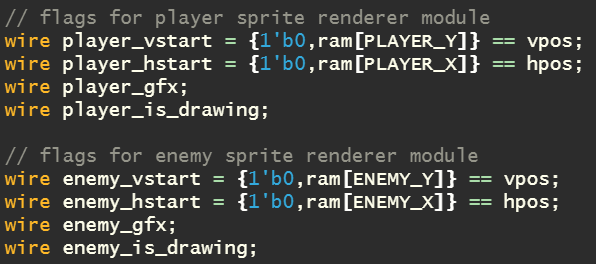 // flags for player sprite renderer module
wire player_vstart = {1'b0,ram[PLAYER_Y]} == vpos;
wire player_hstart = {1'b0,ram[PLAYER_X]} == hpos;
wire player_gfx;
wire player_is_drawing;
// flags for enemy sprite renderer module
wire enemy_vstart = {1'b0,ram[ENEMY_Y]} == vpos;
wire enemy_hstart = {1'b0,ram[ENEMY_X]} == hpos;
wire enemy_gfx;
wire enemy_is_drawing;